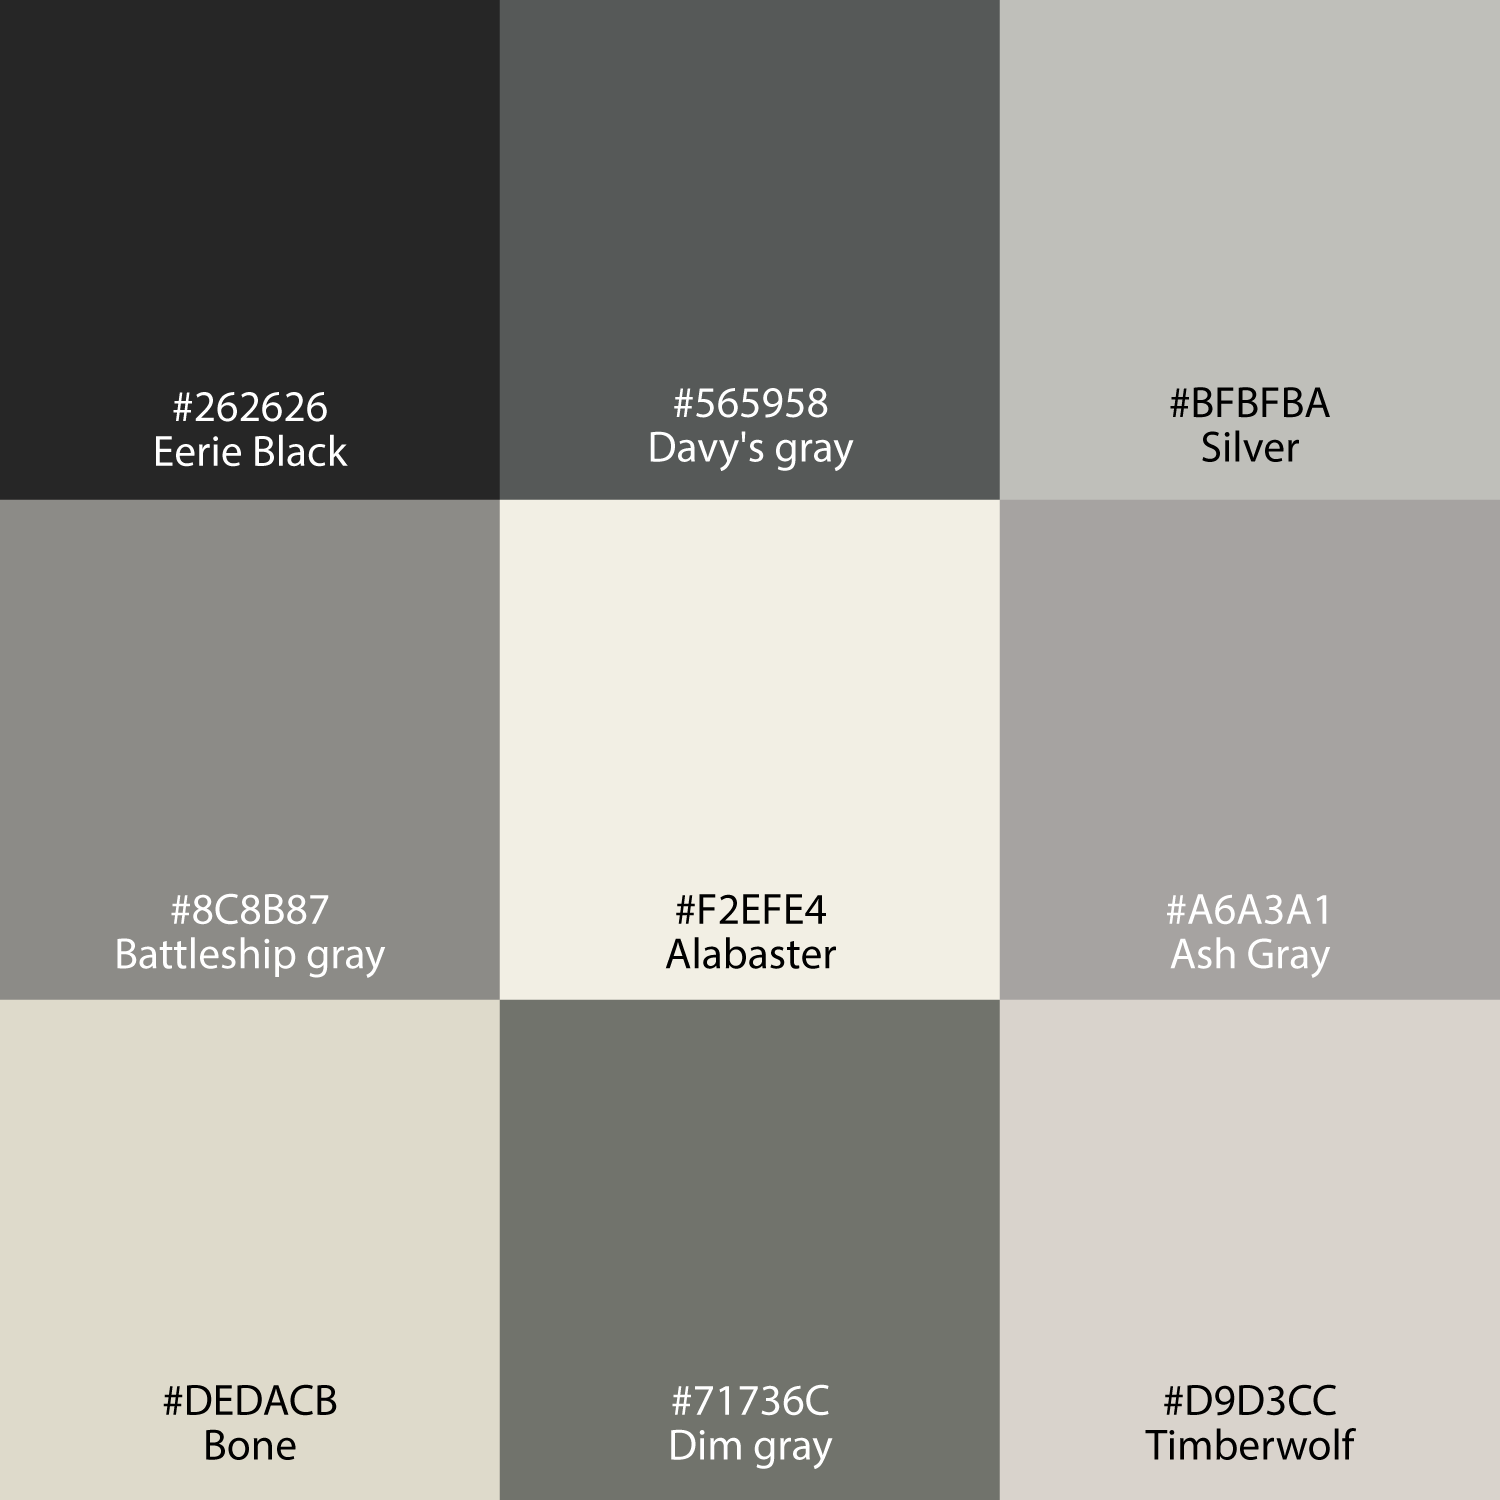 #262626
Eerie Black
#565958
Davy's gray
#BFBFBA
Silver
#8C8B87
Battleship gray
#F2EFE4
Alabaster
#A6A3A1
Ash Gray
#DEDACB
Bone
#71736C
Dim gray
#D9D3CC
Timberwolf